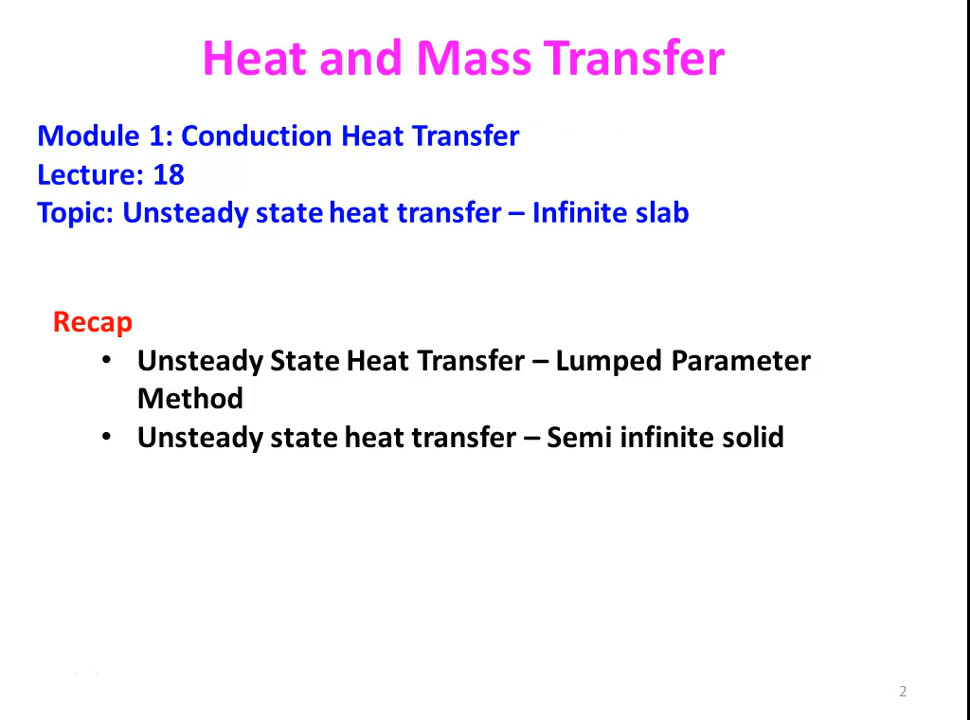 Heat and Mass Transfer
Module 1: Conduction Heat Transfer
Lecture: 18
Topic: Unsteady state heat transfer – Infinite slab
Recap
• Unsteady State Heat Transfer – Lumped Parameter
Method
• Unsteady state heat transfer – Semi infinite solid
2